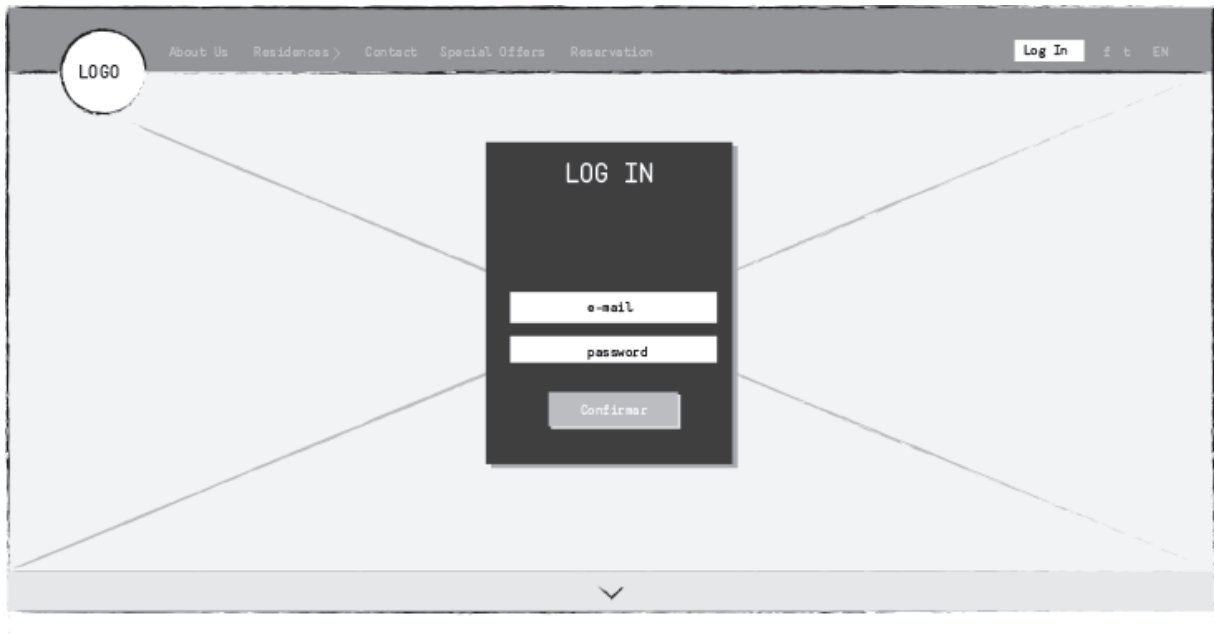 About Us Residences > Contact Special Offers Reservation Log In f t EN
LOGO
LOG IN
e-mail
password
Confirmar